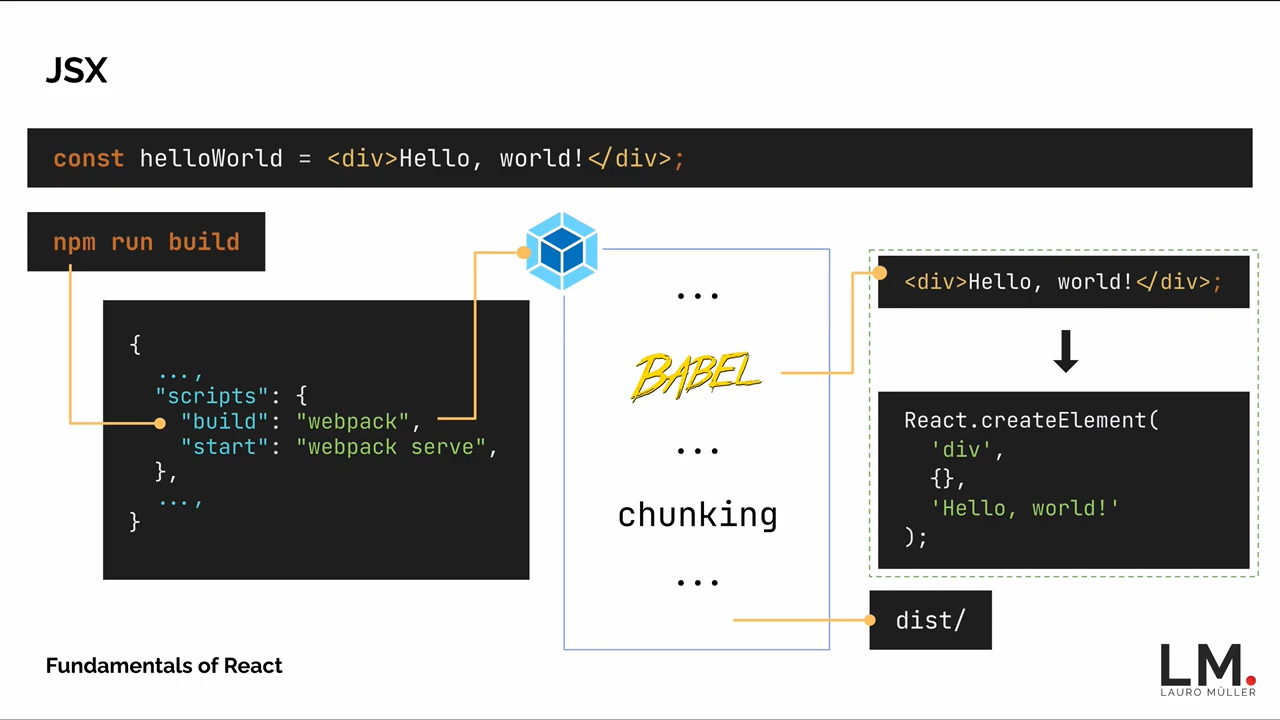 JSX
const helloWorld = <div>Hello, world!</div>;
npm run build
{
...,
"scripts": {
"build": "webpack",
"start": "webpack serve",
},
...,
}
...
BABEL
...
chunking
...
<div>Hello, world!</div>;
React.createElement(
'div',
{},
'Hello, world!'
);
dist/
Fundamentals of React
LM.
LAURO MÜLLER